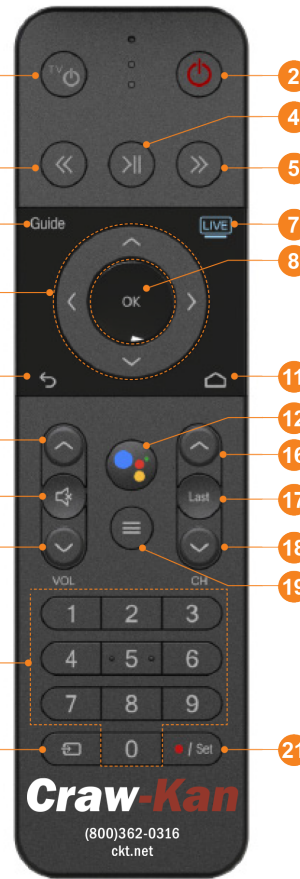 TV
2
4
5
Guide
LIVE
7
8
OK
11
12
16
Last
17
18
19
VOL
CH
1 2 3
4 5 6
7 8 9
0
/ Set
21
Craw-Kan
(800)362-0316
ckt.net